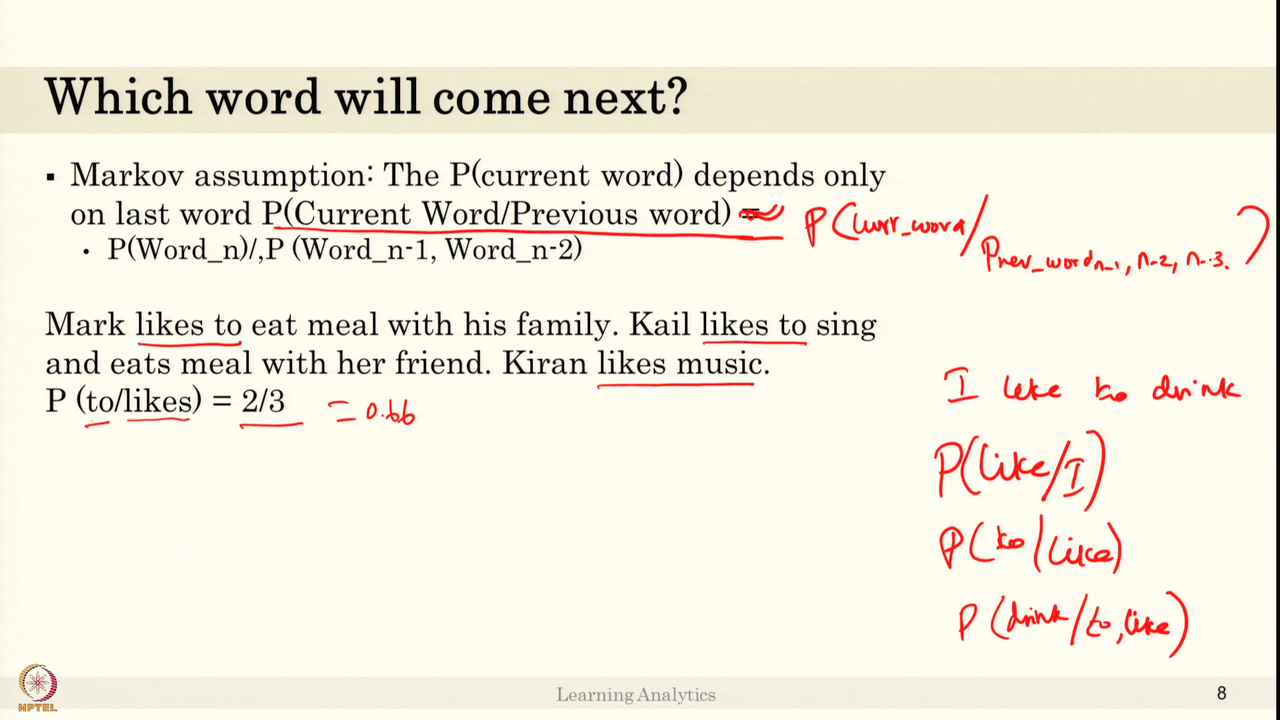 Which word will come next?
▪ Markov assumption: The P(current word) depends only
on last word P(Current Word/Previous word) =
P(curr_word/
Prev_word n-1, n-2, n-3.)
• P(Word_n)/,P (Word_n-1, Word_n-2)
Mark likes to eat meal with his family. Kail likes to sing
and eats meal with her friend. Kiran likes music.
P (to/likes) = 2/3 = 0.66
I like to drink
P(like/I)
P(to/like)
P(drink/to, like)
NPTEL
Learning Analytics
8